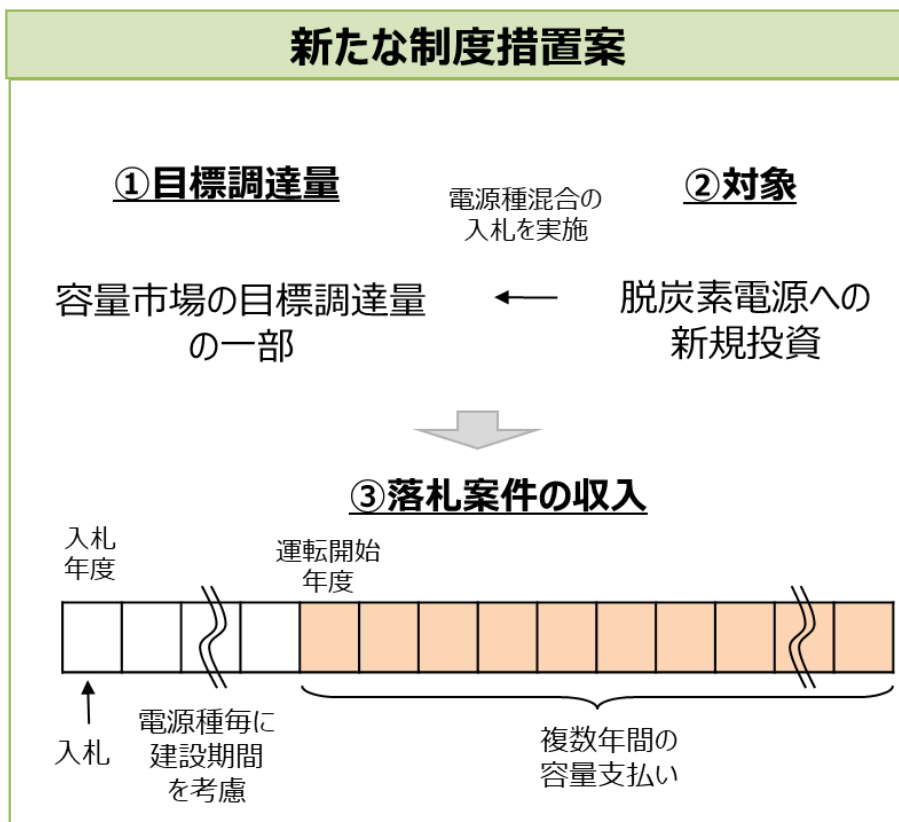 新たな制度措置案
①目標調達量
電源種混合の
入札を実施
②対象
容量市場の目標調達量
の一部
脱炭素電源への
新規投資
③落札案件の収入
入札
年度
運転開始
年度
入札
電源種毎に
建設期間
を考慮
複数年間の
容量支払い